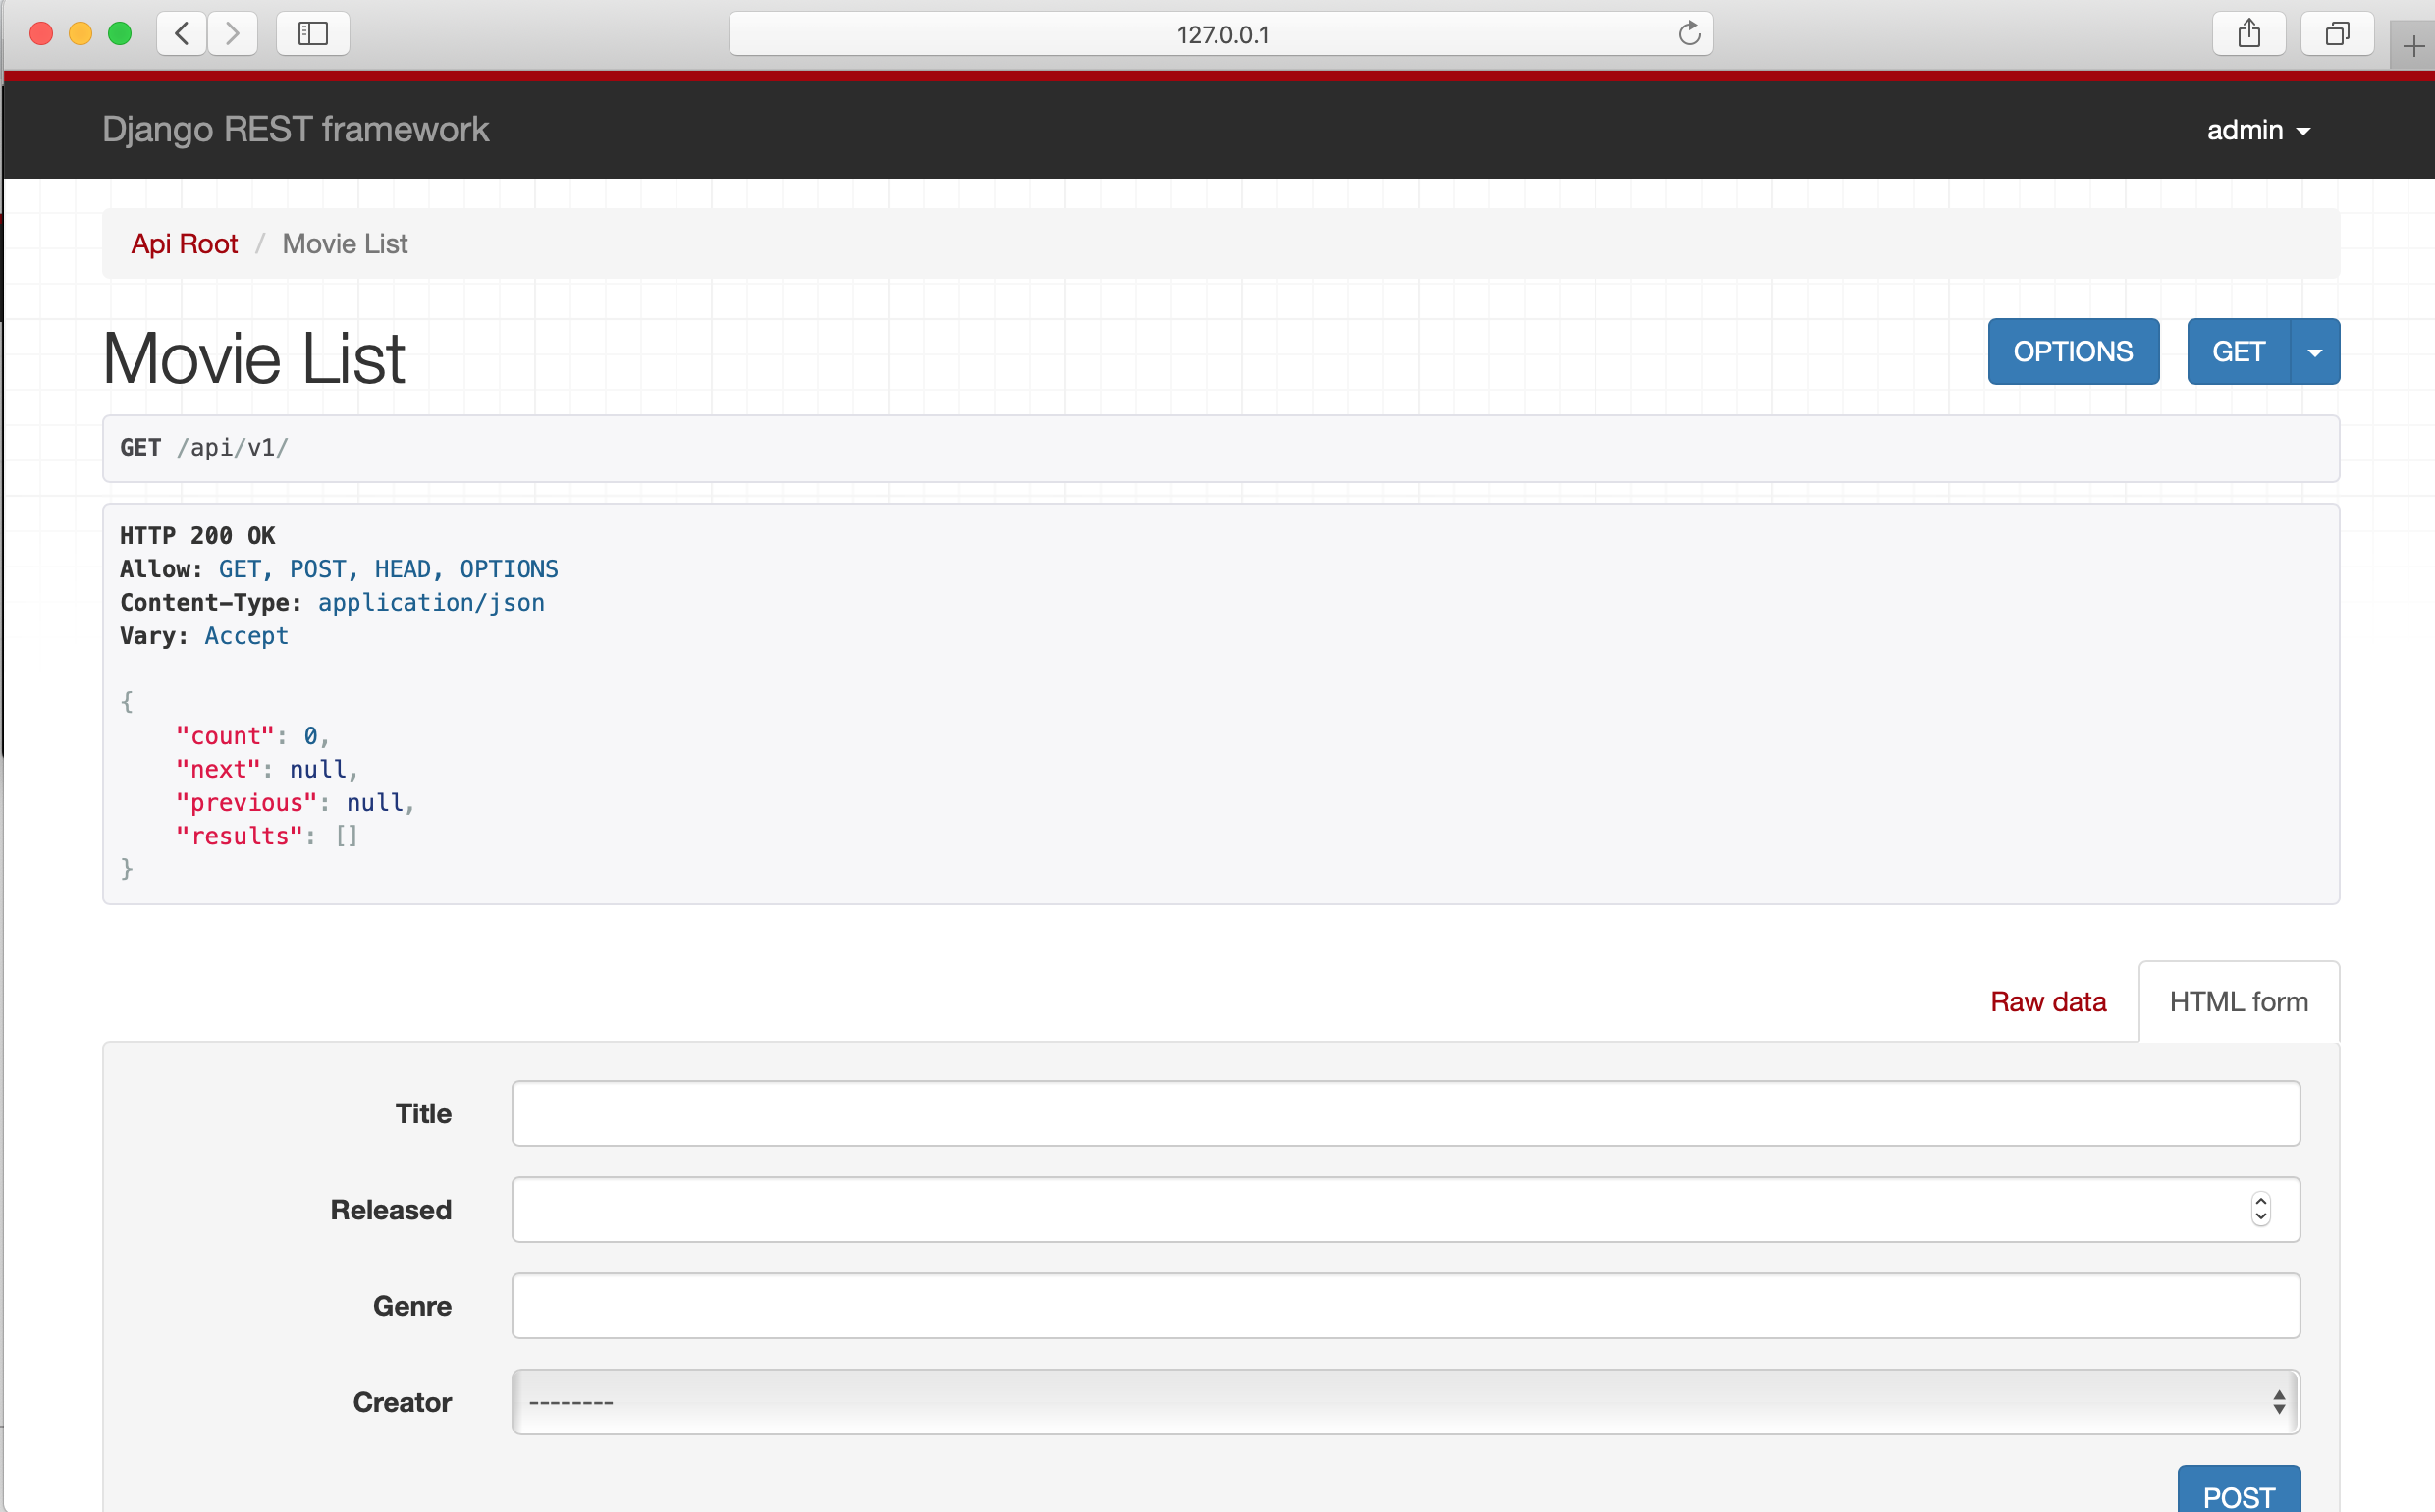 127.0.0.1
Django REST framework
admin
Api Root / Movie List
Movie List
OPTIONS
GET
GET /api/v1/
HTTP 200 OK
Allow: GET, POST, HEAD, OPTIONS
Content-Type: application/json
Vary: Accept
{
"count": 0,
"next": null,
"previous": null,
"results": []
}
Raw data
HTML form
Title
Released
Genre
Creator
--------
POST